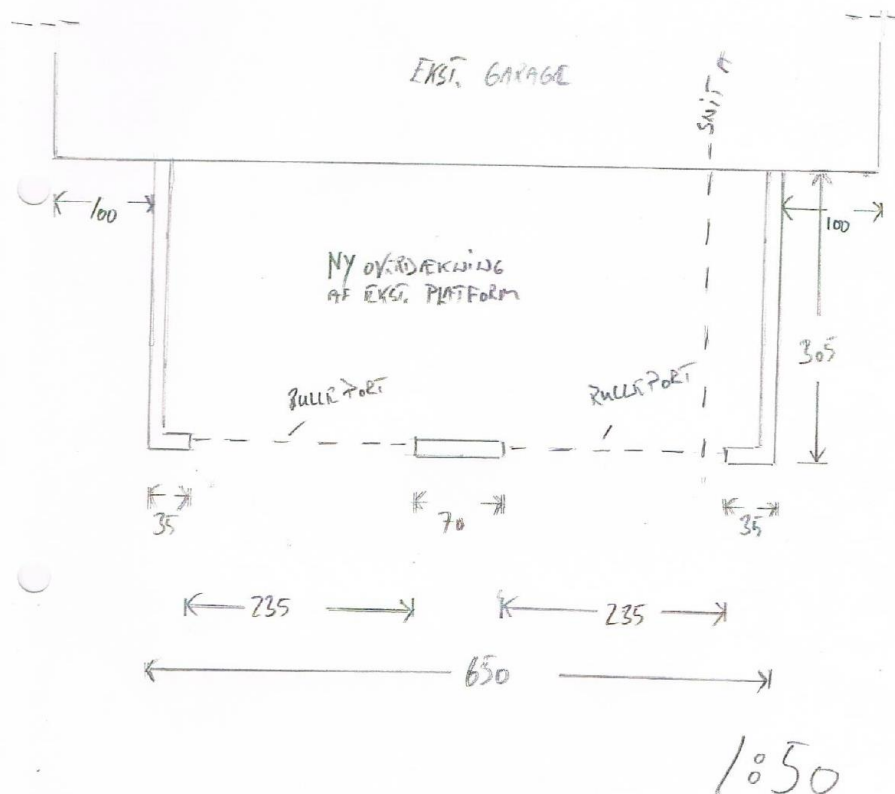 EKST. GARAGE
SNIT A
100
100
NY OVERDÆKNING
AF EKST. PLATFORM
305
RULLEPORT
RULLEPORT
35
70
35
235
235
650
1:50